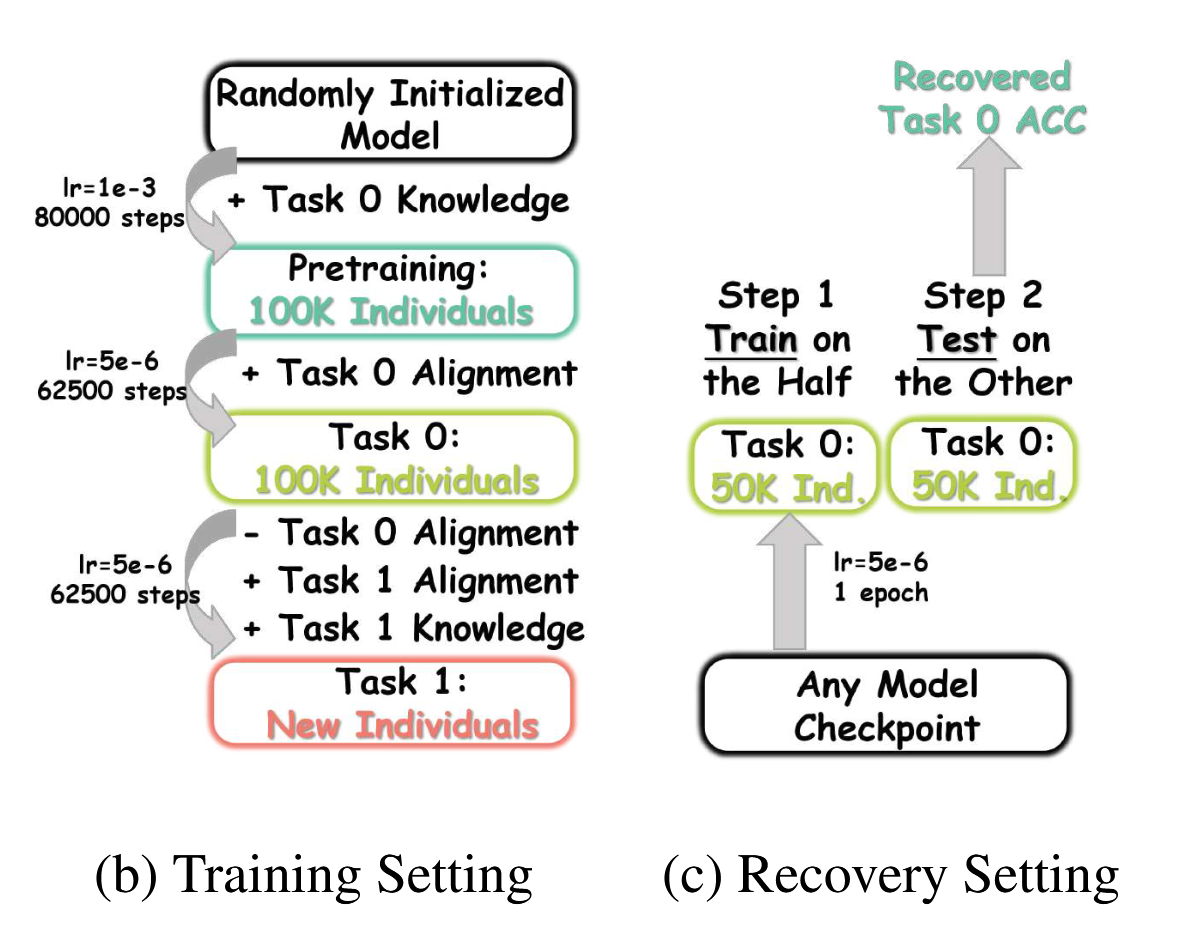 Randomly Initialized
Model
lr=1e-3
80000 steps
+ Task 0 Knowledge
Pretraining:
100K Individuals
lr=5e-6
62500 steps
+ Task 0 Alignment
Task 0:
100K Individuals
lr=5e-6
62500 steps
- Task 0 Alignment
+ Task 1 Alignment
+ Task 1 Knowledge
Task 1:
New Individuals
(b) Training Setting
Recovered
Task 0 ACC
Step 1
Train on
the Half
Step 2
Test on
the Other
Task 0:
50K Ind.
Task 0:
50K Ind.
lr=5e-6
1 epoch
Any Model
Checkpoint
(c) Recovery Setting